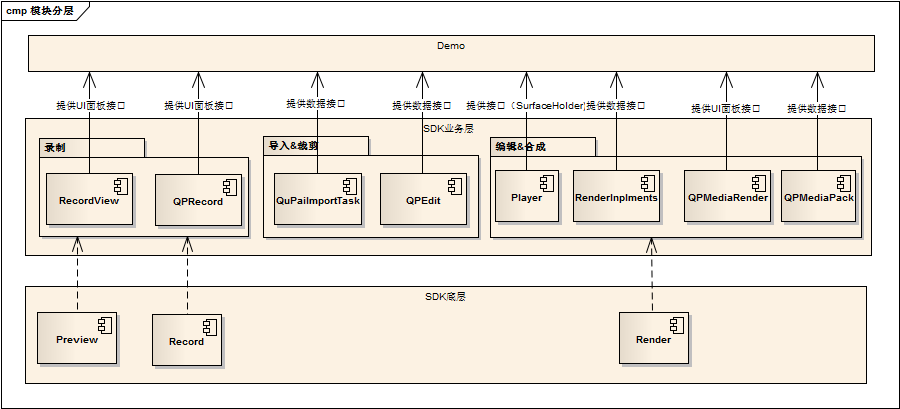 cmp 模块分层
Demo
提供UI面板接口
提供UI面板接口
提供数据接口
提供数据接口
提供接口（SurfaceHolder)
提供数据接口
提供UI面板接口
提供数据接口
SDK业务层
录制
导入&裁剪
编辑&合成
RecordView
QPRecord
QuPaiImportTask
QPEdit
Player
RenderInplments
QPMediaRender
QPMediaPack
SDK底层
Preview
Record
Render